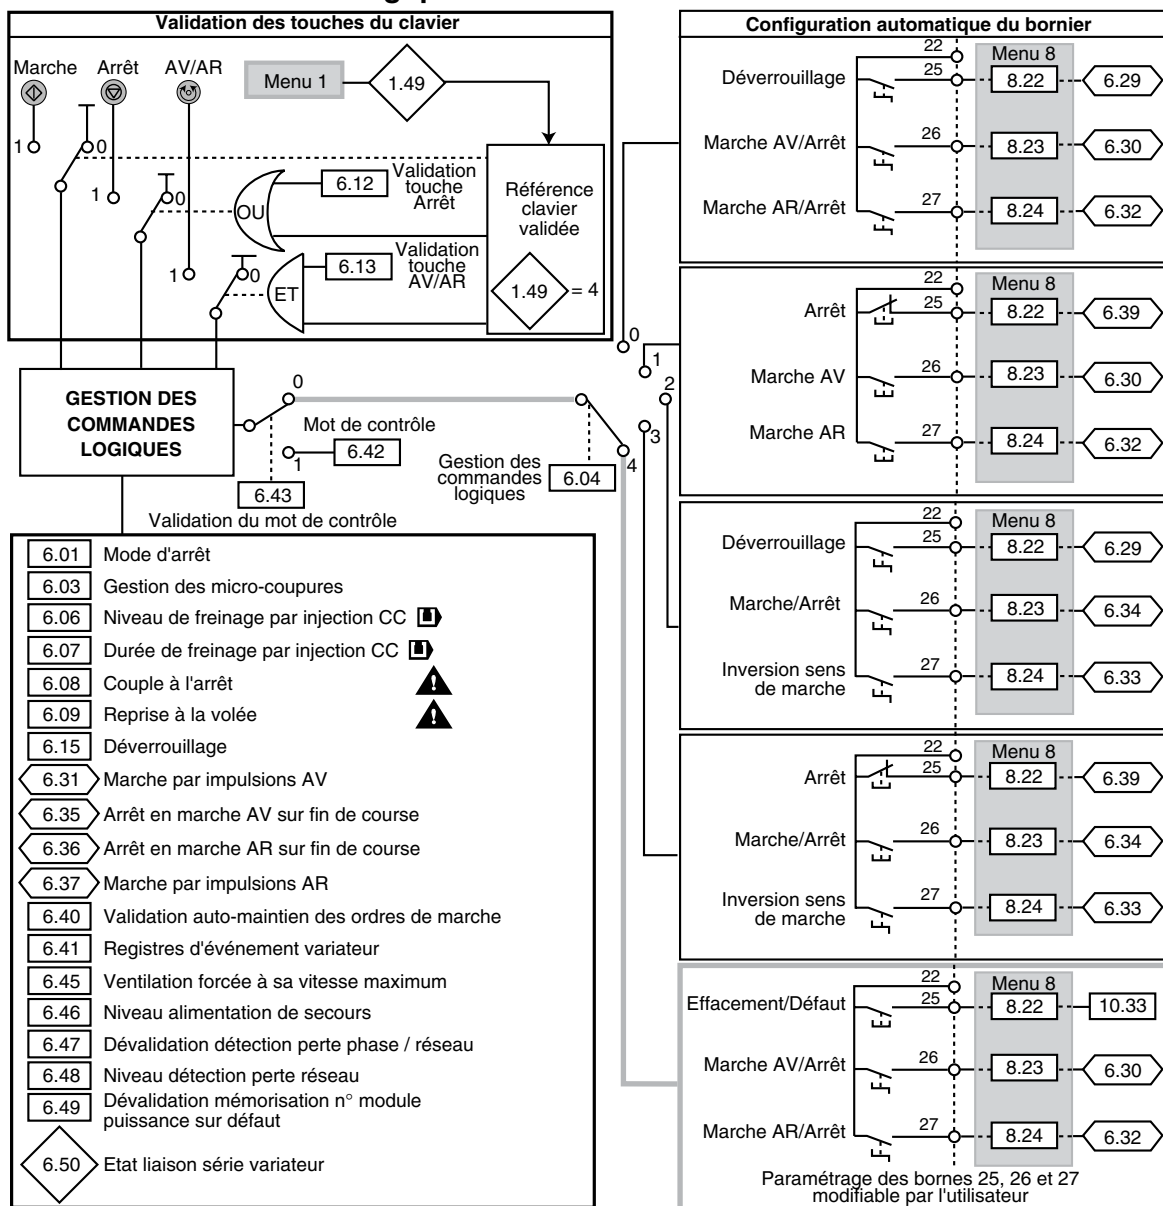 Validation des touches du clavier
Marche Arrêt AV/AR
Menu 1
1.49
1 0
1 0
1 0
OU
6.12
Validation
touche
Arrêt
ET
6.13
Validation
touche
AV/AR
Référence
clavier
validée
1.49 = 4
GESTION DES
COMMANDES
LOGIQUES
0
1
Mot de contrôle
6.42
6.43
Validation du mot de contrôle
Gestion des
commandes
logiques
6.04
0
1
2
3
4
6.01 Mode d'arrêt
6.03 Gestion des micro-coupures
6.06 Niveau de freinage par injection CC
6.07 Durée de freinage par injection CC
6.08 Couple à l'arrêt
6.09 Reprise à la volée
6.15 Déverrouillage
6.31 Marche par impulsions AV
6.35 Arrêt en marche AV sur fin de course
6.36 Arrêt en marche AR sur fin de course
6.37 Marche par impulsions AR
6.40 Validation auto-maintien des ordres de marche
6.41 Registres d'événement variateur
6.45 Ventilation forcée à sa vitesse maximum
6.46 Niveau alimentation de secours
6.47 Dévalidation détection perte phase / réseau
6.48 Niveau détection perte réseau
6.49 Dévalidation mémorisation n° module
puissance sur défaut
6.50 Etat liaison série variateur
Configuration automatique du bornier
22 Menu 8
Déverrouillage 25 8.22 6.29
Marche AV/Arrêt 26 8.23 6.30
Marche AR/Arrêt 27 8.24 6.32
22 Menu 8
Arrêt 25 8.22 6.39
Marche AV 26 8.23 6.30
Marche AR 27 8.24 6.32
22 Menu 8
Déverrouillage 25 8.22 6.29
Marche/Arrêt 26 8.23 6.34
Inversion sens
de marche 27 8.24 6.33
22 Menu 8
Arrêt 25 8.22 6.39
Marche/Arrêt 26 8.23 6.34
Inversion sens
de marche 27 8.24 6.33
22 Menu 8
Effacement/Défaut 25 8.22 10.33
Marche AV/Arrêt 26 8.23 6.30
Marche AR/Arrêt 27 8.24 6.32
Paramétrage des bornes 25, 26 et 27
modifiable par l'utilisateur